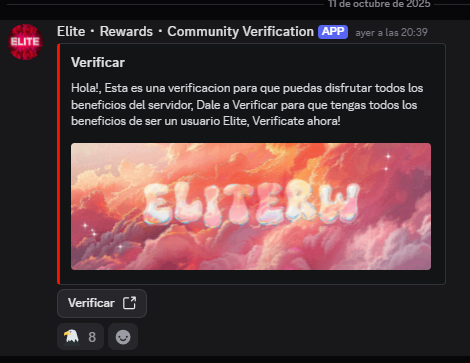 11 de octubre de 2025
ELITE
Elite · Rewards · Community Verification APP ayer a las 20:39
Verificar
Hola!, Esta es una verificacion para que puedas disfrutar todos los
beneficios del servidor, Dale a Verificar para que tengas todos los
beneficios de ser un usuario Elite, Verificate ahora!
ELITERW
Verificar
8